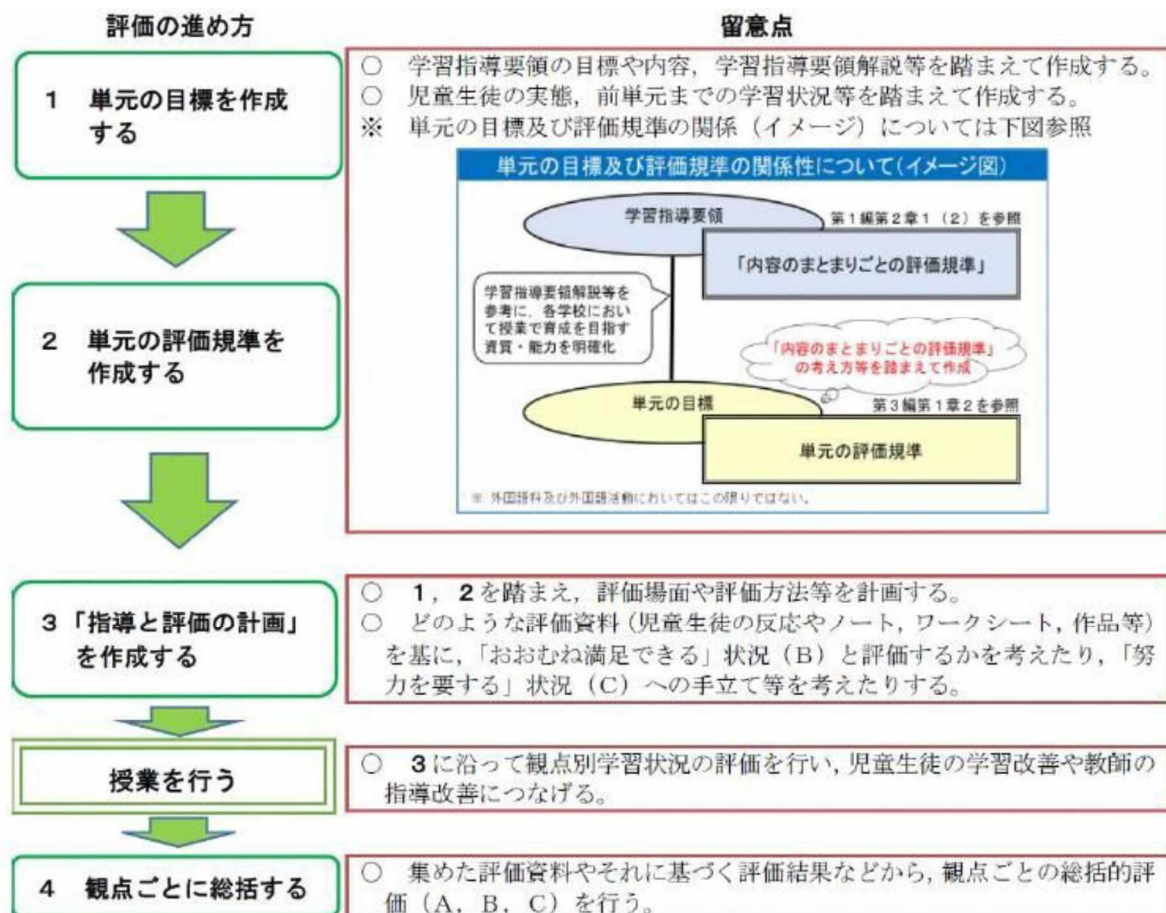 評価の進め方
留意点
1 単元の目標を作成
する
○ 学習指導要領の目標や内容，学習指導要領解説等を踏まえて作成する。
○ 児童生徒の実態，前単元までの学習状況等を踏まえて作成する。
※ 単元の目標及び評価規準の関係（イメージ）については下図参照
単元の目標及び評価規準の関係性について(イメージ図)
学習指導要領
第1編第2章1（2）を参照
「内容のまとまりごとの評価規準」
学習指導要領解説等を
参考に，各学校におい
て授業で育成を目指す
資質・能力を明確化
「内容のまとまりごとの評価規準」
の考え方等を踏まえて作成
単元の目標
第3編第1章2を参照
単元の評価規準
※ 外国語科及び外国語活動においてはこの限りではない。
2 単元の評価規準を
作成する
3 「指導と評価の計画」
を作成する
○ 1，2を踏まえ，評価場面や評価方法等を計画する。
○ どのような評価資料（児童生徒の反応やノート，ワークシート，作品等）
を基に，「おおむね満足できる」状況（B）と評価するかを考えたり，「努
力を要する」状況（C）への手立て等を考えたりする。
授業を行う
○ 3に沿って観点別学習状況の評価を行い，児童生徒の学習改善や教師の
指導改善につなげる。
4 観点ごとに総括する
○ 集めた評価資料やそれに基づく評価結果などから，観点ごとの総括的評
価（A，B，C）を行う。